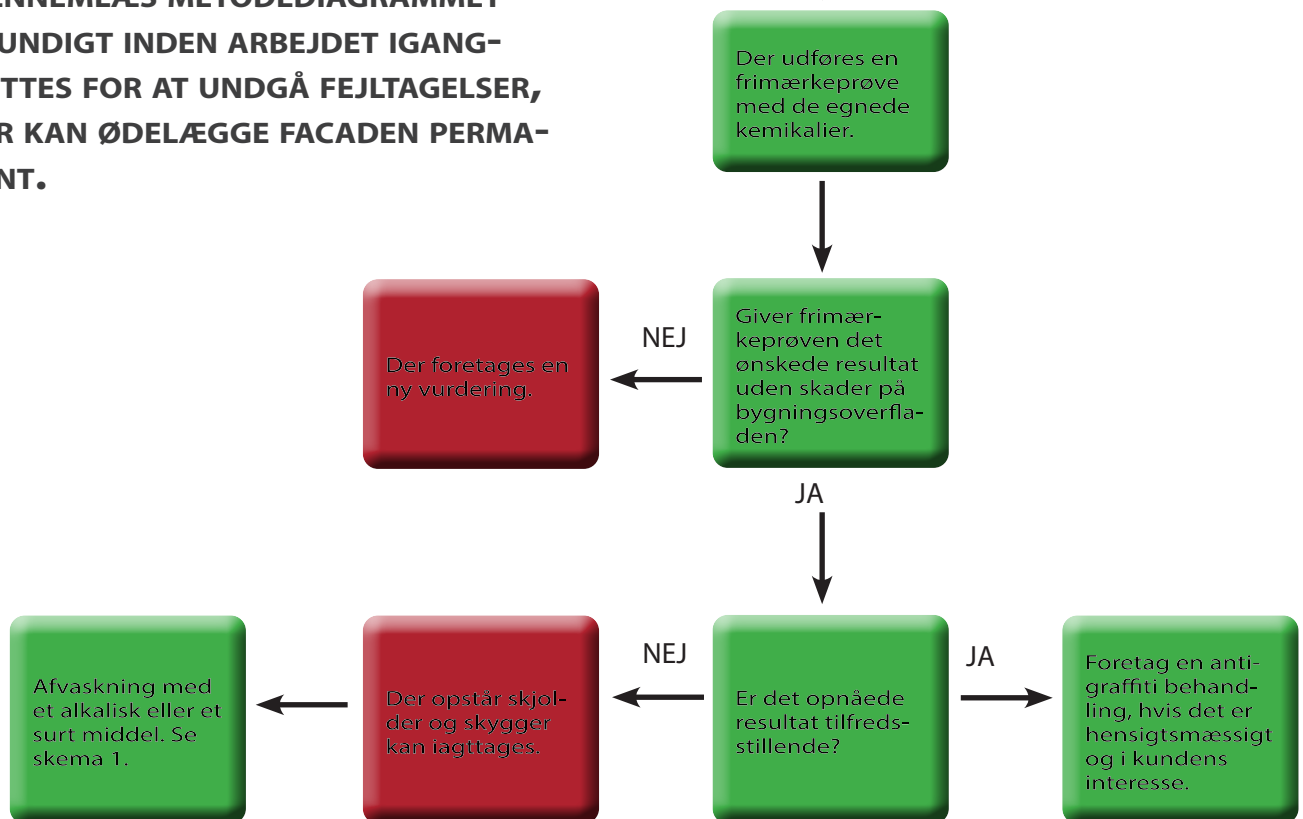 ENNEMLÆS METODEDIAGRAMMET
UNDIGT INDEN ARBEJDET IGANG-
TTES FOR AT UNDGÅ FEJLTAGELSER,
R KAN ØDELÆGGE FACADEN PERMA-
NT.
Der udføres en
frimærkeprøve
med de egnede
kemikalier.
Giver frimær-
keprøven det
ønskede resultat
uden skader på
bygningsoverfla-
den?
NEJ
Der foretages en
ny vurdering.
JA
Er det opnåede
resultat tilfreds-
stillende?
NEJ
Der opstår skjol-
der og skygger
kan iagttages.
Afvaskning med
et alkalisk eller et
surt middel. Se
skema 1.
JA
Foretag en anti-
graffiti behand-
ling, hvis det er
hensigtsmæssigt
og i kundens
interesse.